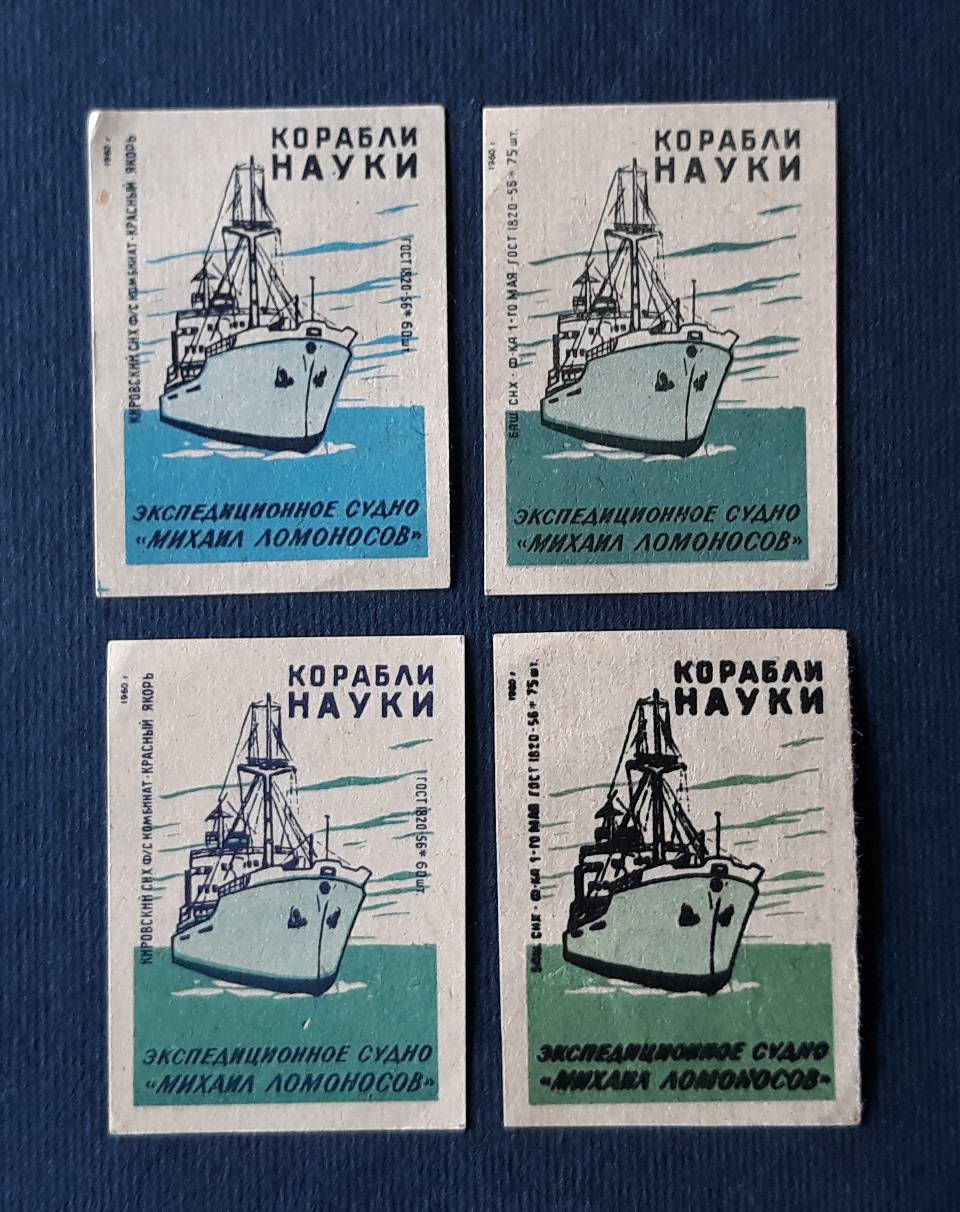 1960 г
КИРОВСКИЙ СНХ Ф/С КОМБИНАТ-КРАСНЫЙ ЯКОРЬ
КОРАБЛИ
НАУКИ
ГОСТ 1820-56* 60 шт.
ЭКСПЕДИЦИОННОЕ СУДНО
«МИХАИЛ ЛОМОНОСОВ»
1960 г.
БАШ. СНХ · Ф-КА 1-ГО МАЯ ГОСТ 1820-56* 75 шт.
КОРАБЛИ
НАУКИ
ЭКСПЕДИЦИОННОЕ СУДНО
«МИХАИЛ ЛОМОНОСОВ»
1960 г
КИРОВСКИЙ СНХ Ф/С КОМБИНАТ-КРАСНЫЙ ЯКОРЬ
КОРАБЛИ
НАУКИ
ГОСТ 1820-56* 60 шт.
ЭКСПЕДИЦИОННОЕ СУДНО
«МИХАИЛ ЛОМОНОСОВ»
1960 г
БАШ. СНХ · Ф-КА 1-ГО МАЯ ГОСТ 1820-56* 75 шт.
КОРАБЛИ
НАУКИ
ЭКСПЕДИЦИОННОЕ СУДНО
«МИХАИЛ ЛОМОНОСОВ»